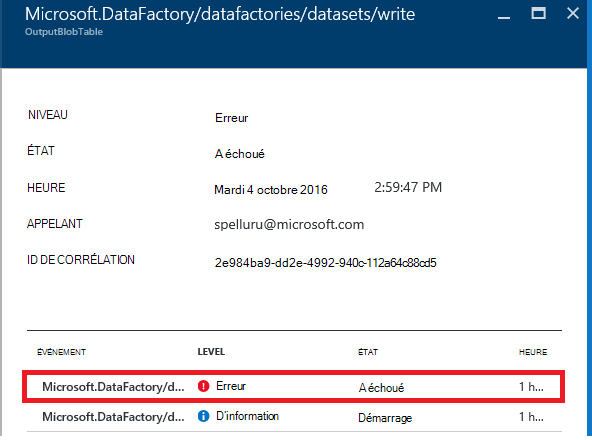 Microsoft.DataFactory/datafactories/datasets/write
OutputBlobTable
NIVEAU Erreur
ÉTAT A échoué
HEURE Mardi 4 octobre 2016 2:59:47 PM
APPELANT spelluru@microsoft.com
ID DE CORRÉLATION 2e984ba9-dd2e-4992-940c-112a64c88cd5
ÉVÉNEMENT LEVEL ÉTAT HEURE
Microsoft.DataFactory/d... Erreur A échoué 1 h...
Microsoft.DataFactory/d... D'information Démarrage 1 h...